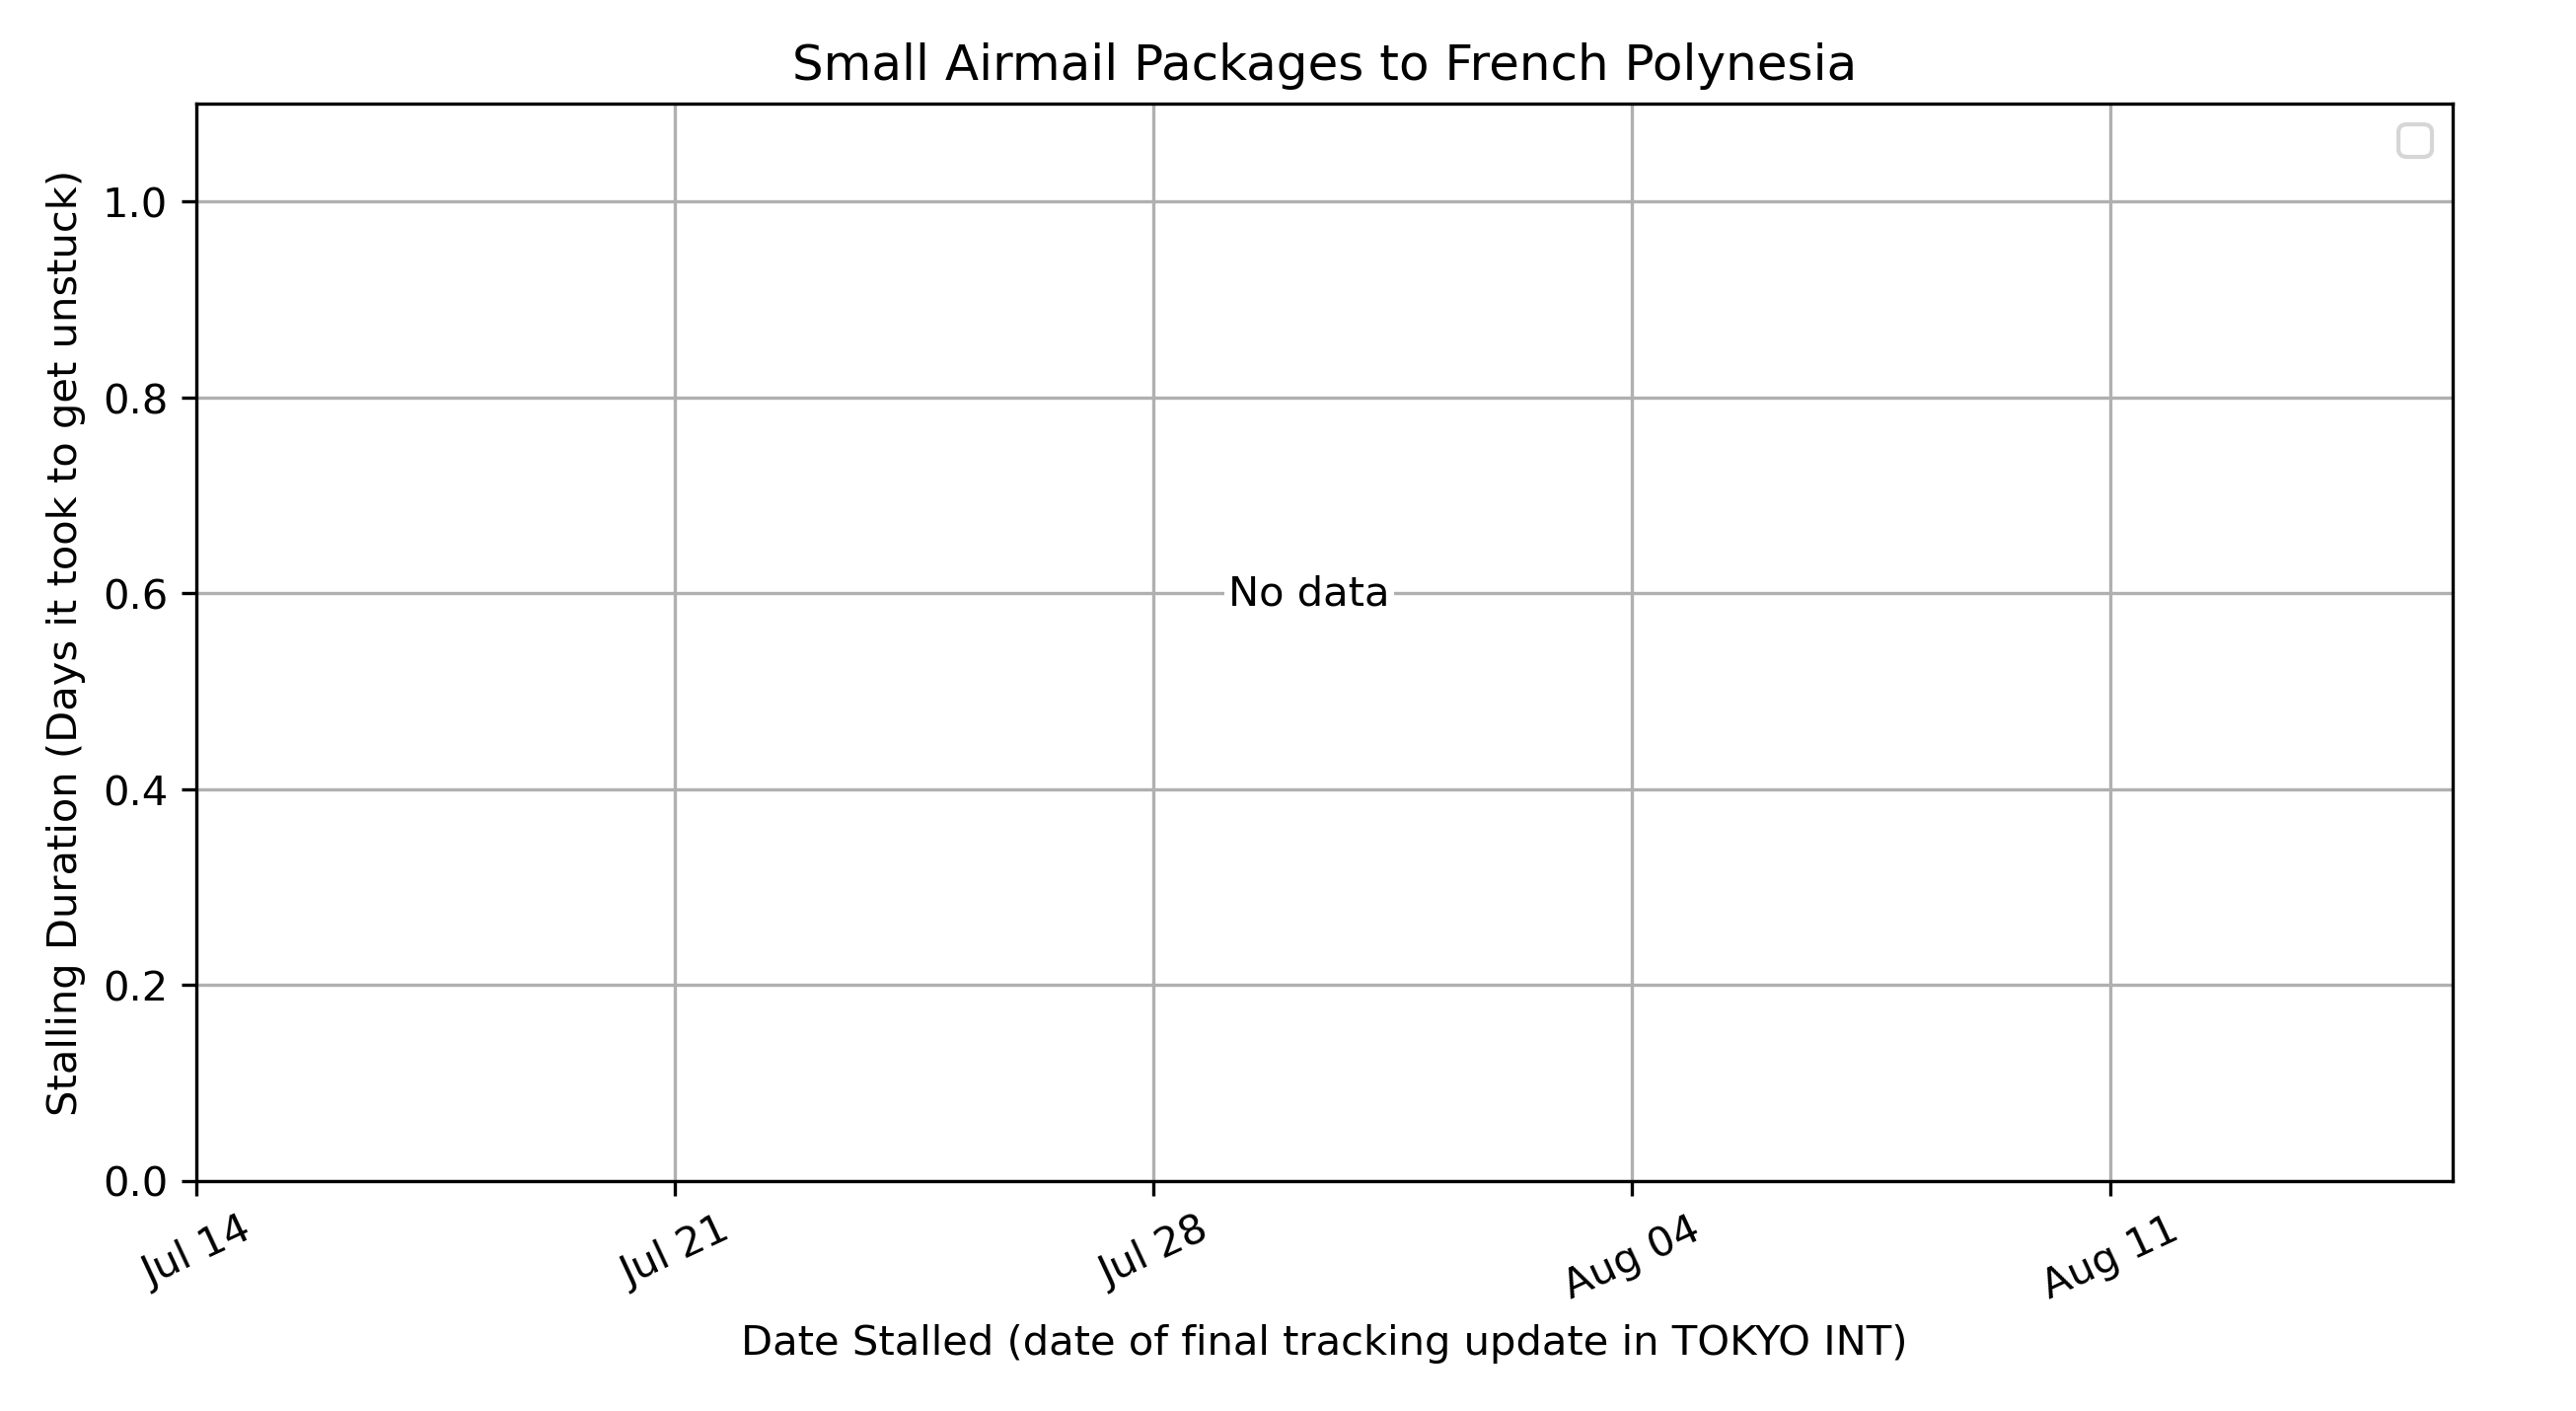 Small Airmail Packages to French Polynesia
Stalling Duration (Days it took to get unstuck)
1.0
0.8
0.6
0.4
0.2
0.0
No data
Jul 14
Jul 21
Jul 28
Aug 04
Aug 11
Date Stalled (date of final tracking update in TOKYO INT)